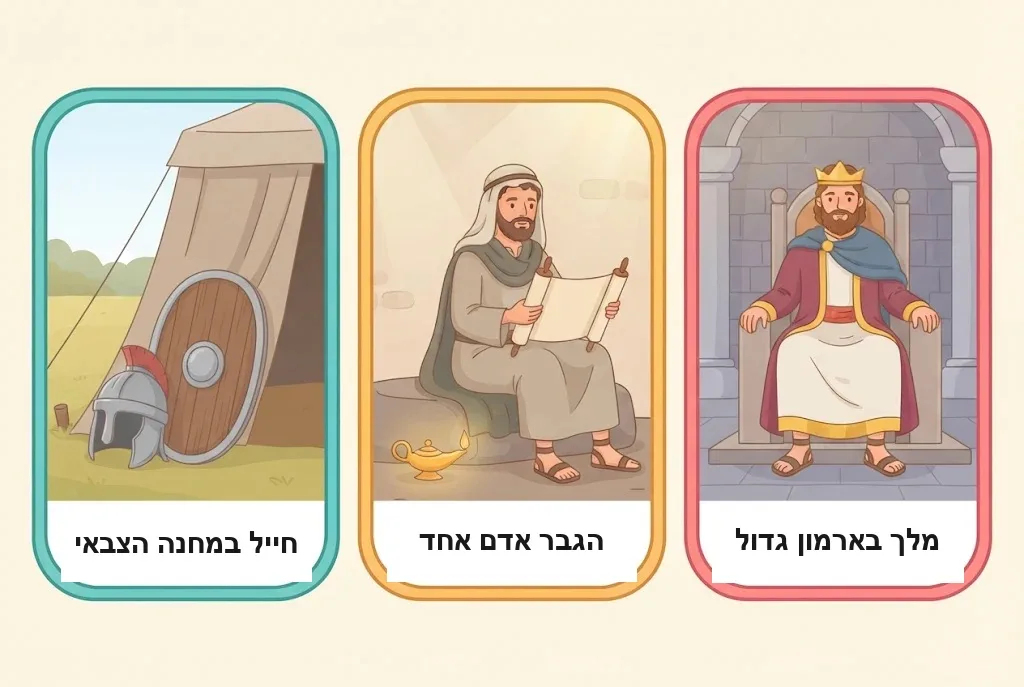 מלך בארמון גדול
הגבר אדם אחד
חייל במחנה הצבאי